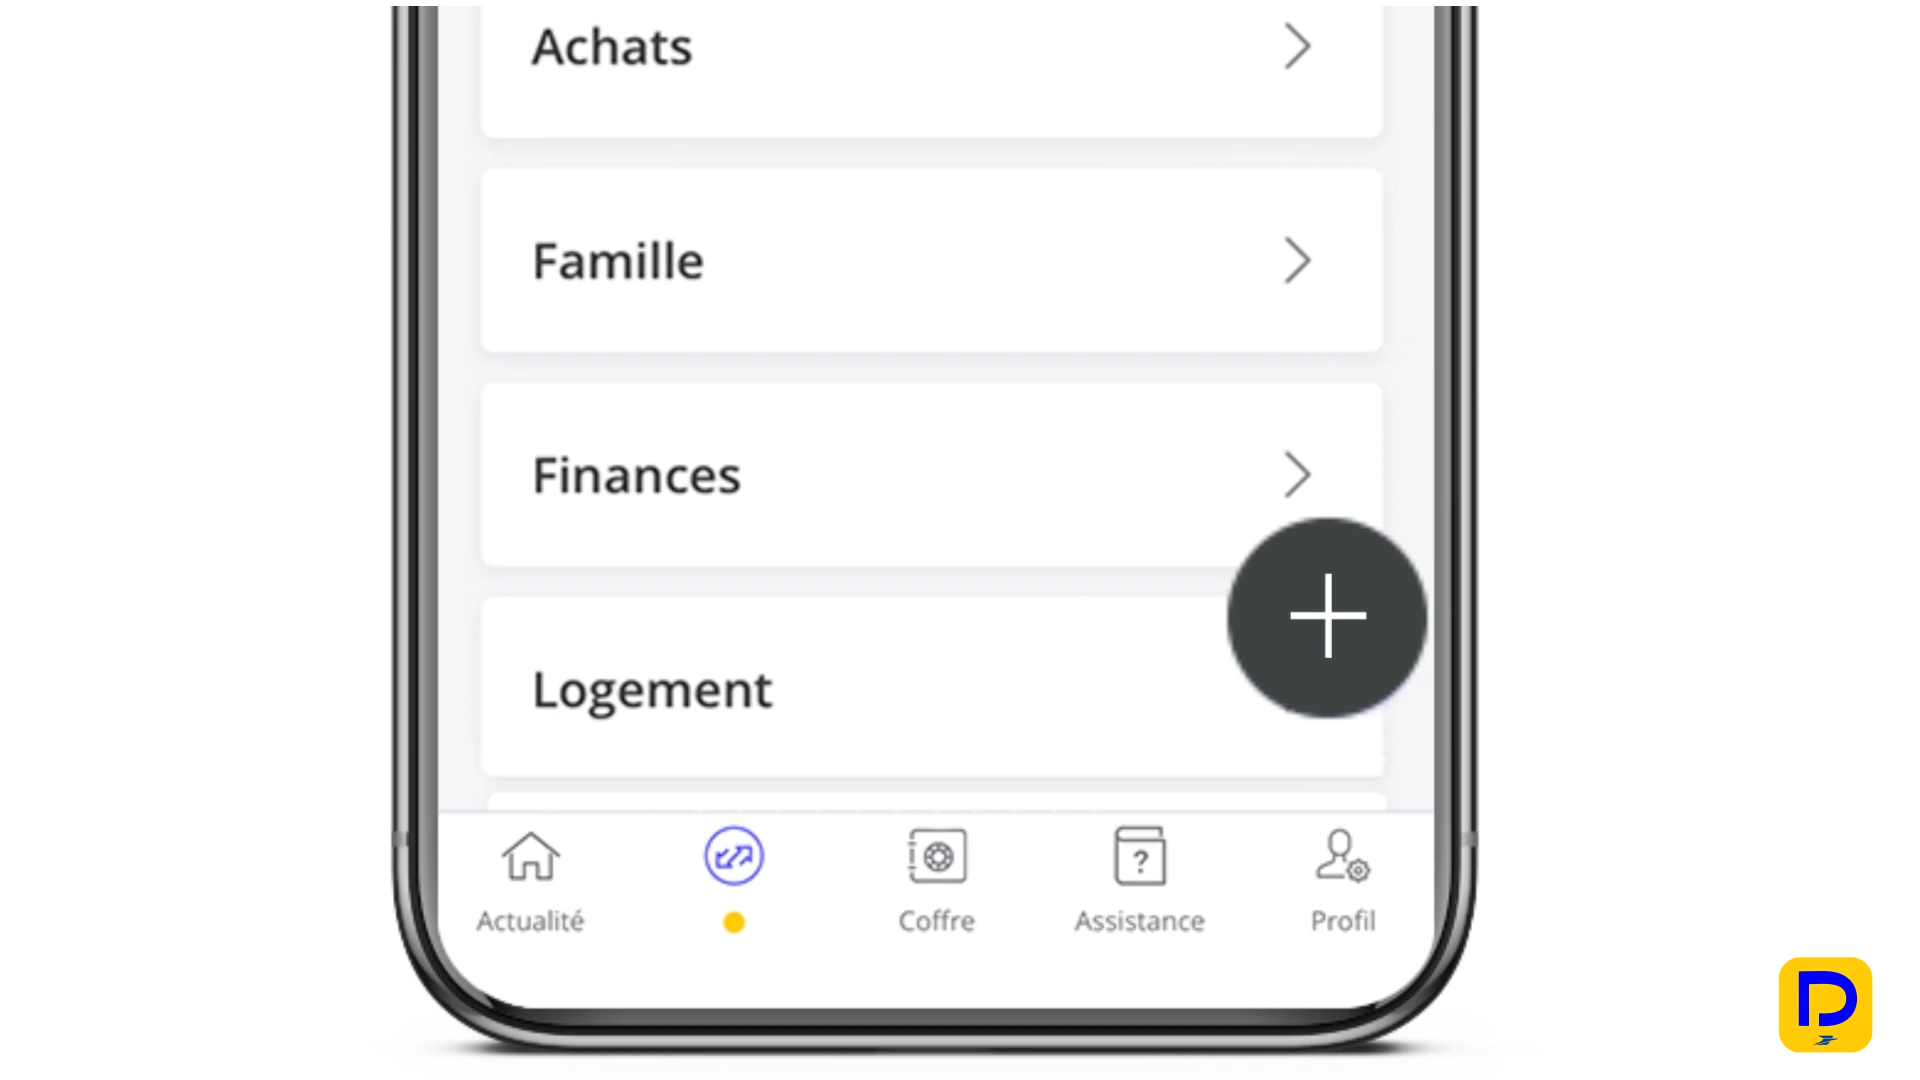 Achats
Famille
Finances
Logement
Actualité
Coffre
Assistance
Profil